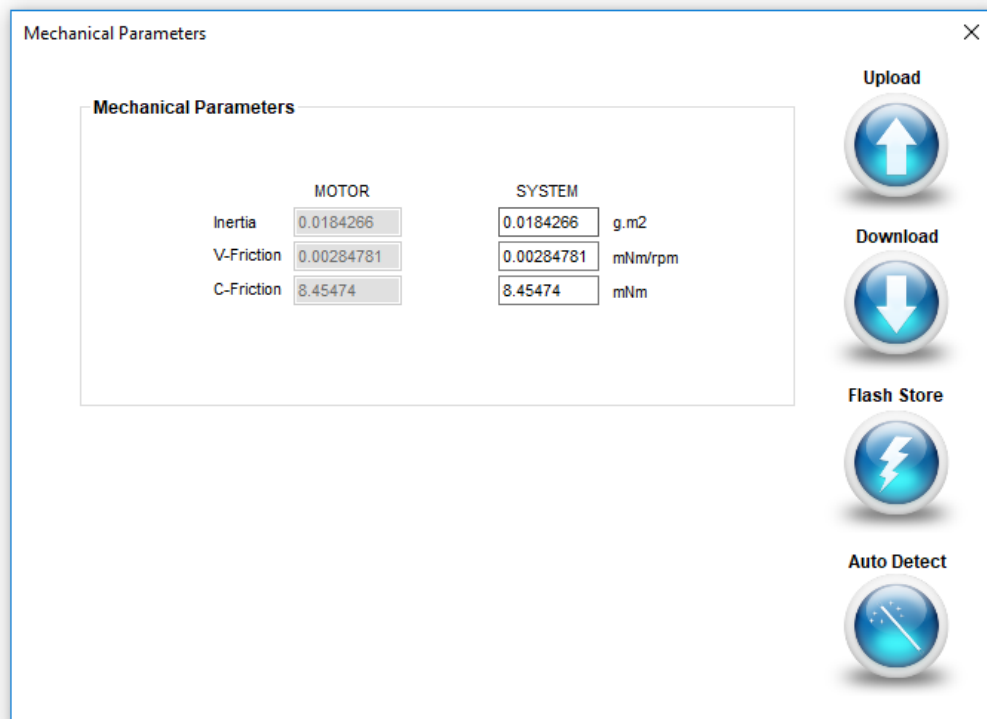 Mechanical Parameters
Upload
Mechanical Parameters
MOTOR SYSTEM
Inertia 0.0184266 0.0184266 g.m2
V-Friction 0.00284781 0.00284781 mNm/rpm
C-Friction 8.45474 8.45474 mNm
Download
Flash Store
Auto Detect